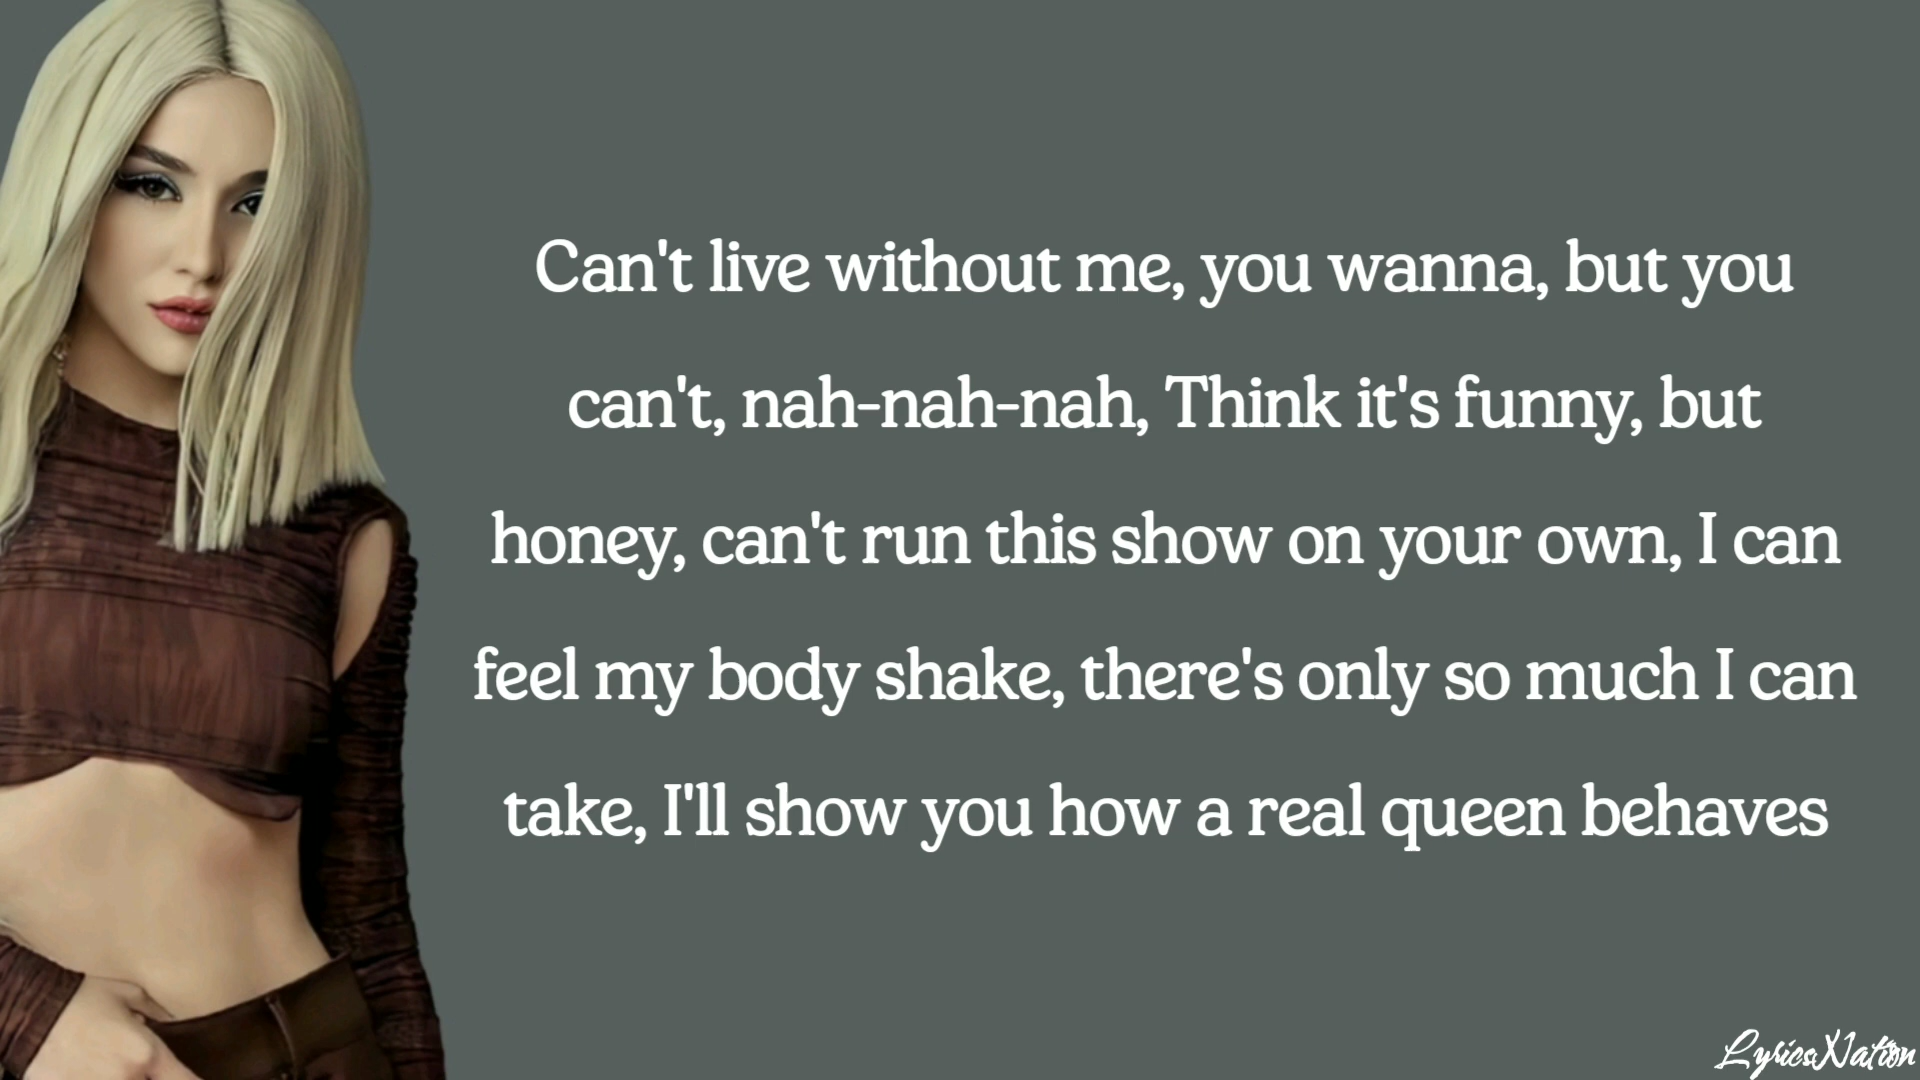 Can't live without me, you wanna, but you
can't, nah-nah-nah, Think it's funny, but
honey, can't run this show on your own, I can
feel my body shake, there's only so much I can
take, I'll show you how a real queen behaves
LyricsNation